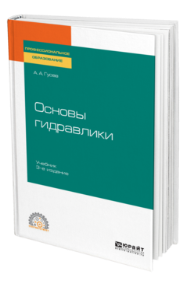 ПРОФЕССИОНАЛЬНОЕ
ОБРАЗОВАНИЕ
А. А. Гусев
Основы
гидравлики
Учебник
3-е издание
юрайт